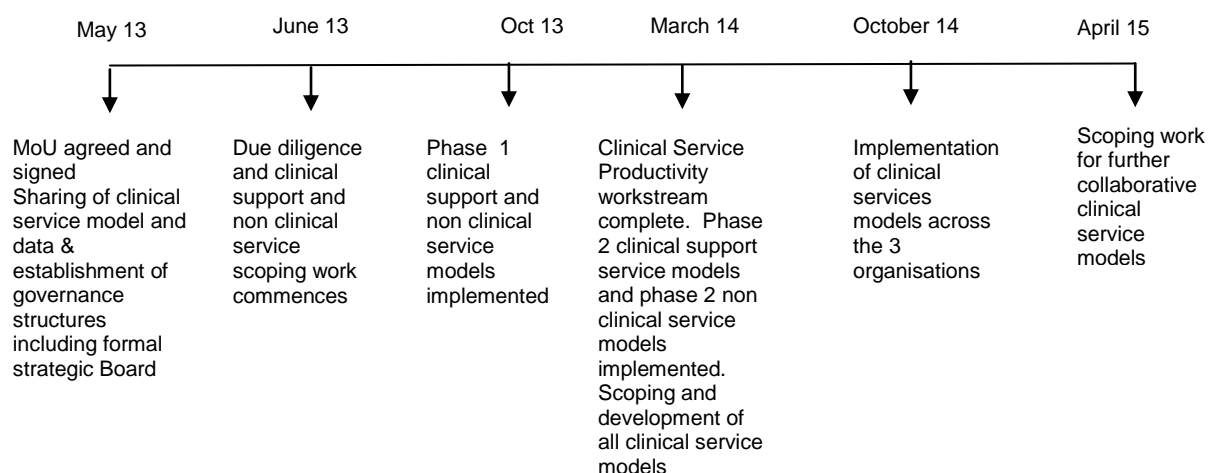 May 13
June 13
Oct 13
March 14
October 14
April 15
MoU agreed and
signed
Sharing of clinical
service model and
data &
establishment of
governance
structures
including formal
strategic Board
Due diligence
and clinical
support and
non clinical
service
scoping work
commences
Phase 1
clinical
support and
non clinical
service
models
implemented
Clinical Service
Productivity
workstream
complete. Phase
2 clinical support
service models
and phase 2 non
clinical service
models
implemented.
Scoping and
development of
all clinical service
models
Implementation
of clinical
services
models across
the 3
organisations
Scoping work
for further
collaborative
clinical
service
models